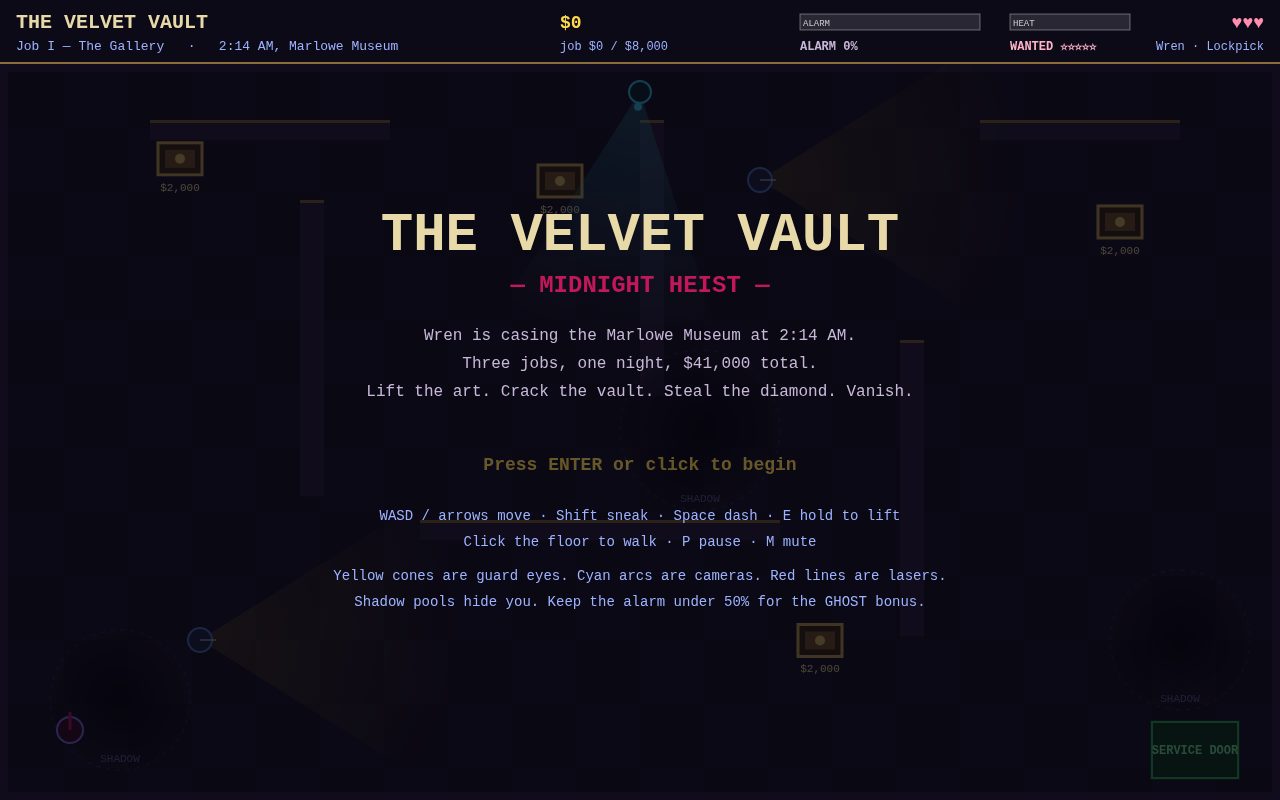 THE VELVET VAULT
$0
ALARM
HEAT
♥♥♥
Job I — The Gallery · 2:14 AM, Marlowe Museum
job $0 / $8,000
ALARM 0%
WANTED ☆☆☆☆☆
Wren · Lockpick
$2,000
$2,000
$2,000
THE VELVET VAULT
— MIDNIGHT HEIST —
Wren is casing the Marlowe Museum at 2:14 AM.
Three jobs, one night, $41,000 total.
Lift the art. Crack the vault. Steal the diamond. Vanish.
Press ENTER or click to begin
SHADOW
WASD / arrows move · Shift sneak · Space dash · E hold to lift
Click the floor to walk · P pause · M mute
Yellow cones are guard eyes. Cyan arcs are cameras. Red lines are lasers.
Shadow pools hide you. Keep the alarm under 50% for the GHOST bonus.
$2,000
SHADOW
SERVICE DOOR
SHADOW